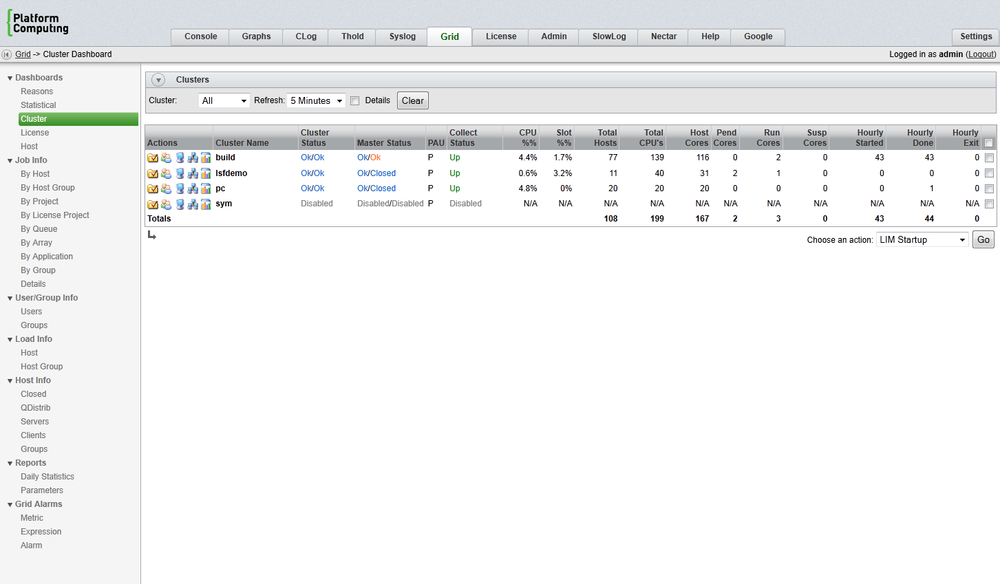 Platform
Computing
Console Graphs CLog Thold Syslog Grid License Admin SlowLog Nectar Help Google Settings
Grid -> Cluster Dashboard Logged in as admin (Logout)
Dashboards
Reasons
Statistical
Cluster
License
Host
Job Info
By Host
By Host Group
By Project
By License Project
By Queue
By Array
By Application
By Group
Details
User/Group Info
Users
Groups
Load Info
Host
Host Group
Host Info
Closed
QDistrib
Servers
Clients
Groups
Reports
Daily Statistics
Parameters
Grid Alarms
Metric
Expression
Alarm
Clusters
Cluster: All Refresh: 5 Minutes Details Clear
Cluster Collect CPU Slot Total Total Host Pend Run Susp Hourly Hourly Hourly
Actions Cluster Name Status Master Status PAU Status %% %% Hosts CPU's Cores Cores Cores Cores Started Done Exit
build Ok/Ok Ok/Ok P Up 4.4% 1.7% 77 139 116 0 2 0 43 43 0
lsfdemo Ok/Ok Ok/Closed P Up 0.6% 3.2% 11 40 31 2 1 0 0 0 0
pc Ok/Ok Ok/Closed P Up 4.8% 0% 20 20 20 0 0 0 0 1 0
sym Disabled Disabled/Disabled P Disabled N/A N/A N/A N/A N/A N/A N/A N/A N/A N/A N/A
Totals 108 199 167 2 3 0 43 44 0
Choose an action: LIM Startup Go